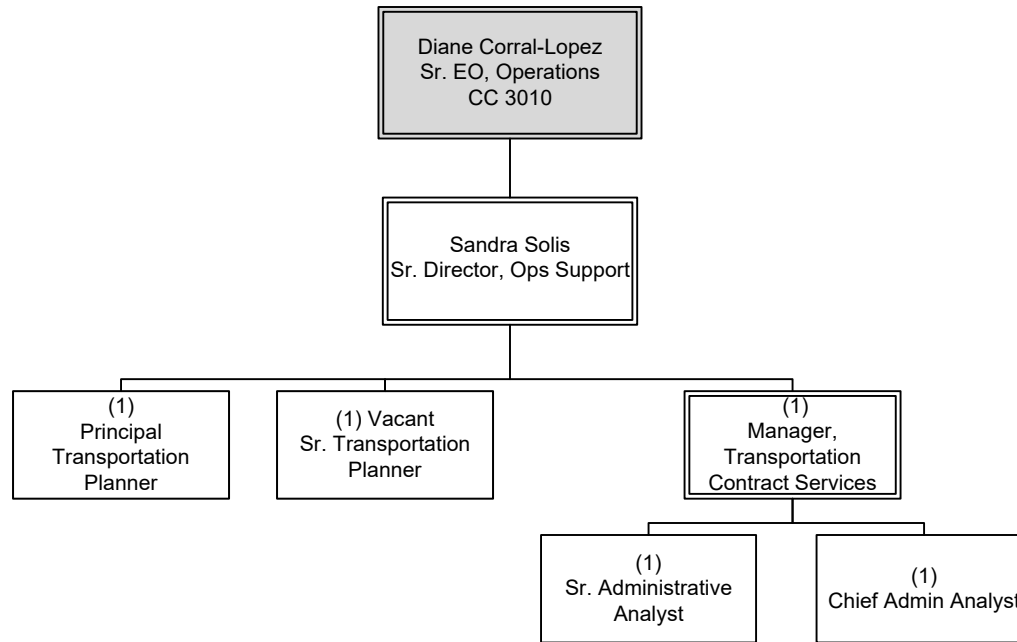 Diane Corral-Lopez
Sr. EO, Operations
CC 3010
Sandra Solis
Sr. Director, Ops Support
(1)
Principal
Transportation
Planner
(1) Vacant
Sr. Transportation
Planner
(1)
Manager,
Transportation
Contract Services
(1)
Sr. Administrative
Analyst
(1)
Chief Admin Analyst